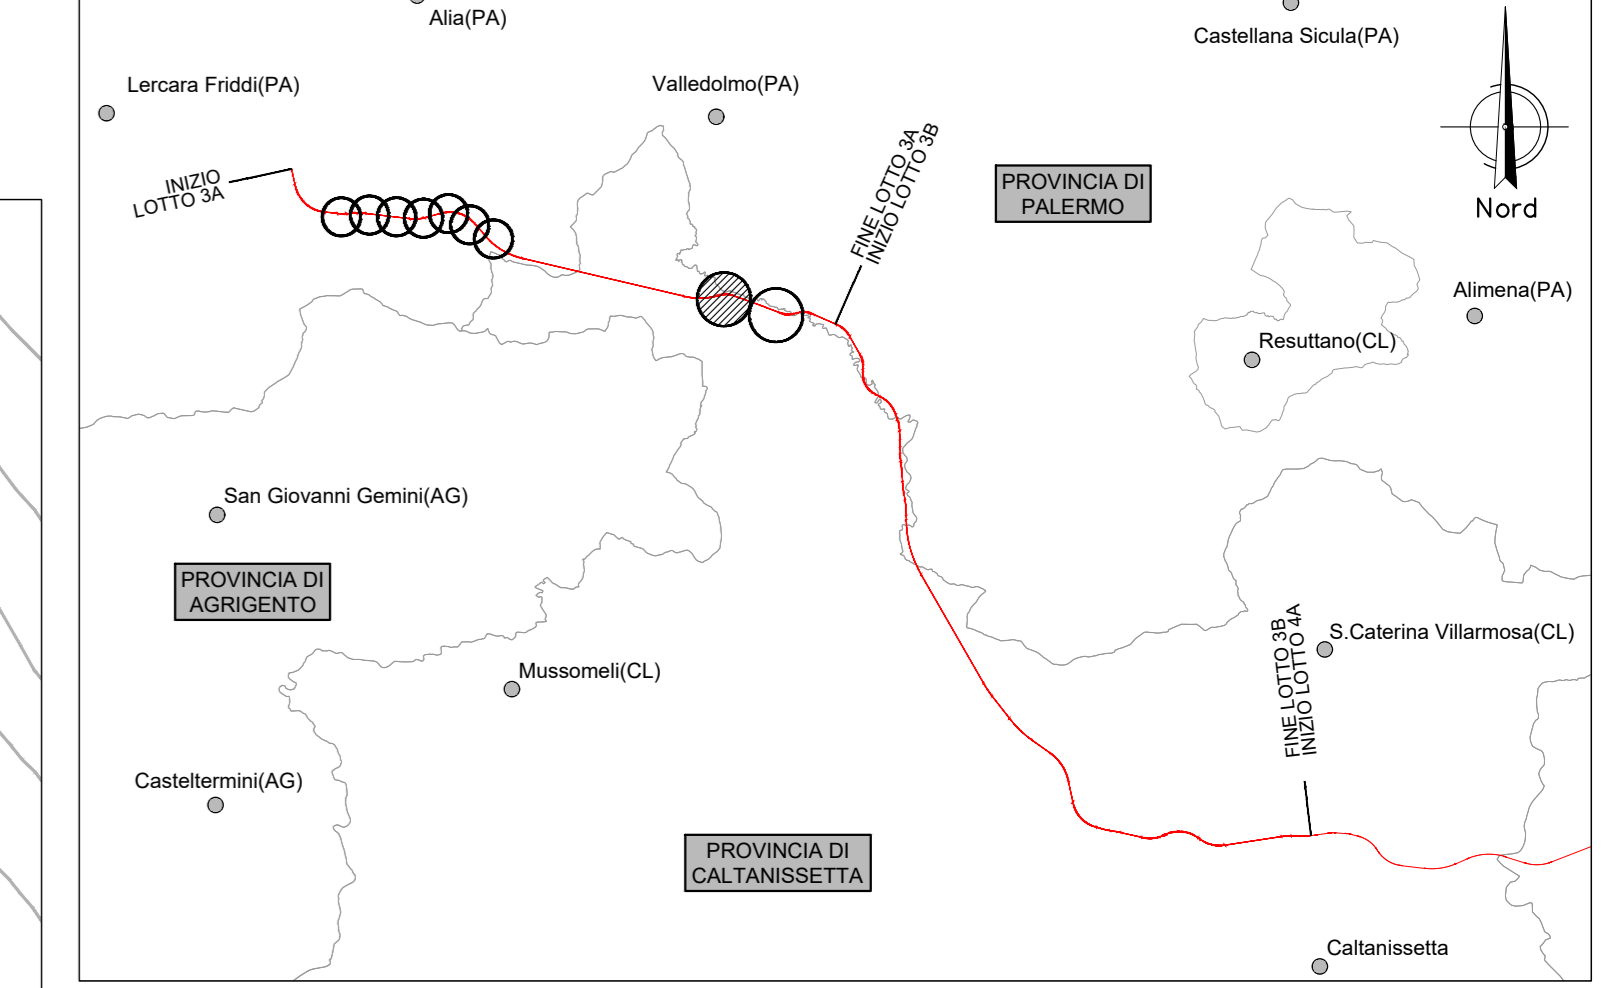 Alia(PA)
Castellana Sicula(PA)
Lercara Friddi(PA)
Valledolmo(PA)
INIZIO
LOTTO 3A
FINE LOTTO 3A
INIZIO LOTTO 3B
PROVINCIA DI
PALERMO
Nord
Alimena(PA)
Resuttano(CL)
San Giovanni Gemini(AG)
PROVINCIA DI
AGRIGENTO
Mussomeli(CL)
FINE LOTTO 3B
INIZIO LOTTO 4A
S.Caterina Villarmosa(CL)
Casteltermini(AG)
PROVINCIA DI
CALTANISSETTA
Caltanissetta